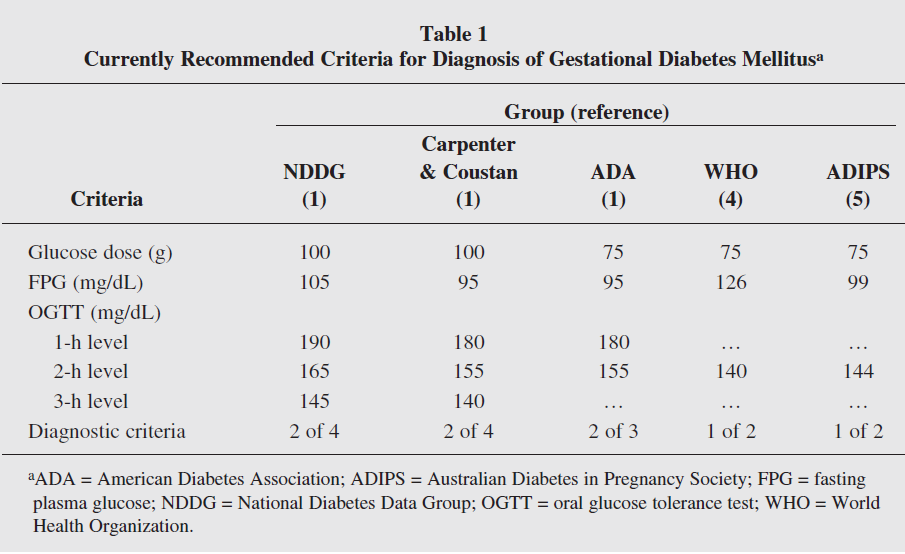 Table 1
Currently Recommended Criteria for Diagnosis of Gestational Diabetes Mellitusᵃ
Group (reference)
Carpenter
NDDG & Coustan ADA WHO ADIPS
Criteria (1) (1) (1) (4) (5)
Glucose dose (g) 100 100 75 75 75
FPG (mg/dL) 105 95 95 126 99
OGTT (mg/dL)
1-h level 190 180 180 … …
2-h level 165 155 155 140 144
3-h level 145 140 … … …
Diagnostic criteria 2 of 4 2 of 4 2 of 3 1 of 2 1 of 2
ᵃADA = American Diabetes Association; ADIPS = Australian Diabetes in Pregnancy Society; FPG = fasting
plasma glucose; NDDG = National Diabetes Data Group; OGTT = oral glucose tolerance test; WHO = World
Health Organization.